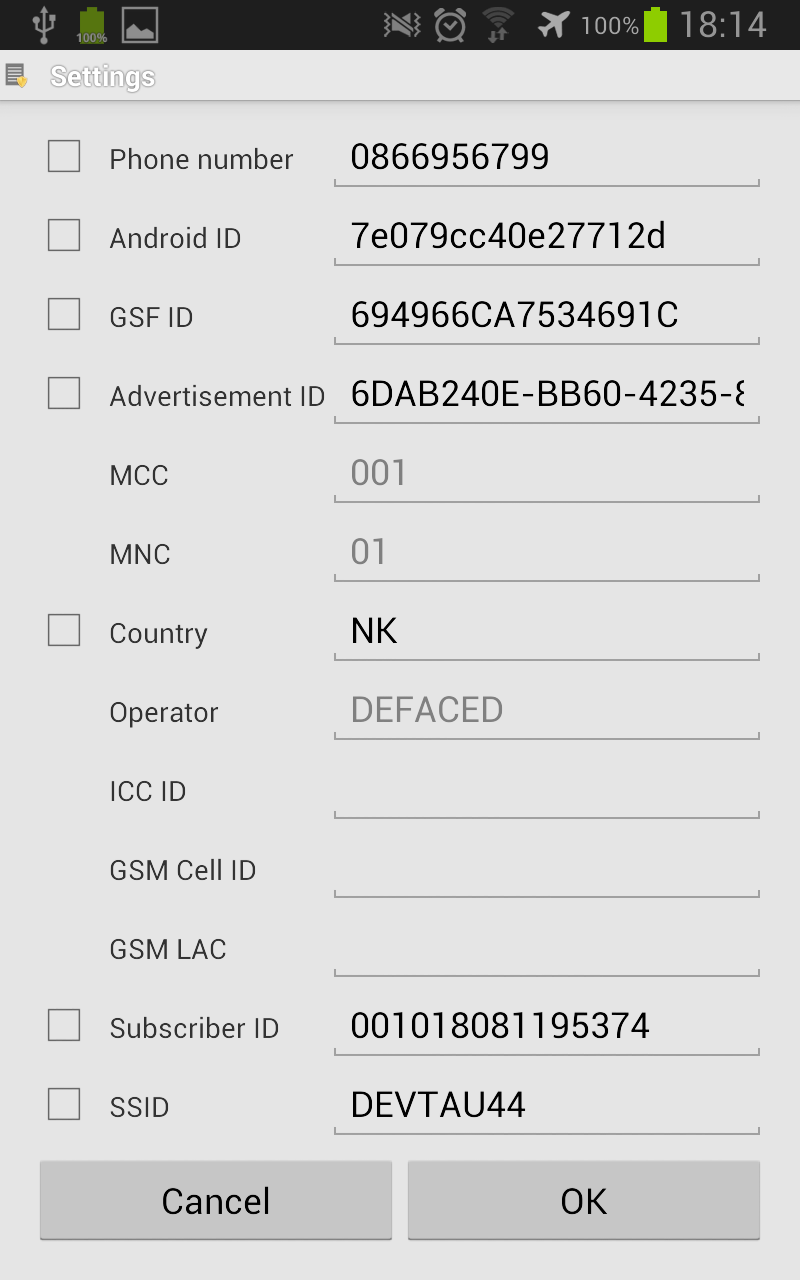 100%
100%
18:14
Settings
Phone number 0866956799
Android ID 7e079cc40e27712d
GSF ID 694966CA7534691C
Advertisement ID 6DAB240E-BB60-4235-8
MCC 001
MNC 01
Country NK
Operator DEFACED
ICC ID
GSM Cell ID
GSM LAC
Subscriber ID 001018081195374
SSID DEVTAU44
Cancel OK